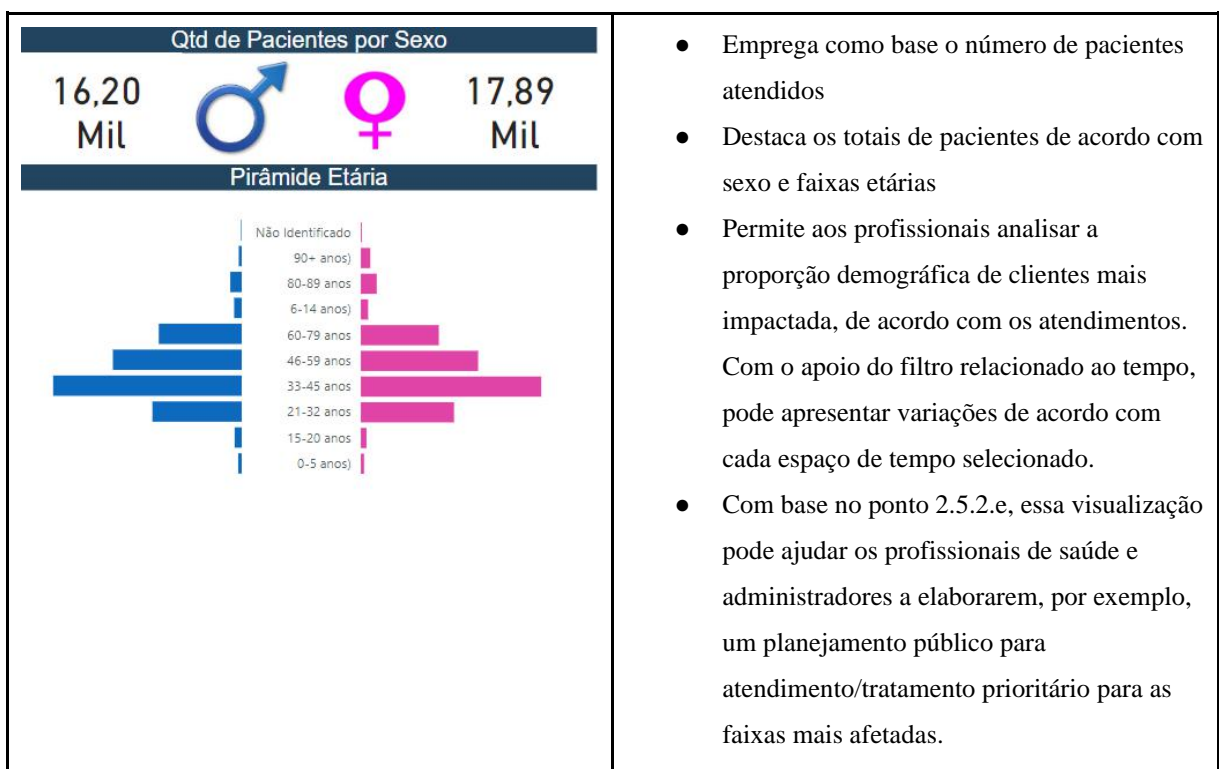 Qtd de Pacientes por Sexo
16,20
Mil
17,89
Mil
Pirâmide Etária
Não Identificado
90+ anos)
80-89 anos
6-14 anos)
60-79 anos
46-59 anos
33-45 anos
21-32 anos
15-20 anos
0-5 anos)
● Emprega como base o número de pacientes
atendidos
● Destaca os totais de pacientes de acordo com
sexo e faixas etárias
● Permite aos profissionais analisar a
proporção demográfica de clientes mais
impactada, de acordo com os atendimentos.
Com o apoio do filtro relacionado ao tempo,
pode apresentar variações de acordo com
cada espaço de tempo selecionado.
● Com base no ponto 2.5.2.e, essa visualização
pode ajudar os profissionais de saúde e
administradores a elaborarem, por exemplo,
um planejamento público para
atendimento/tratamento prioritário para as
faixas mais afetadas.